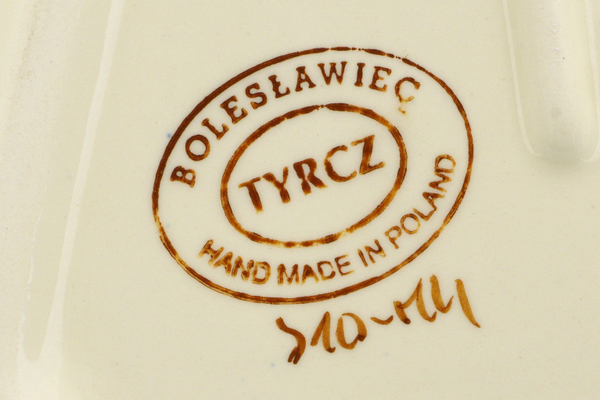 BOLESŁAWIEC
TYRCZ
HAND MADE IN POLAND